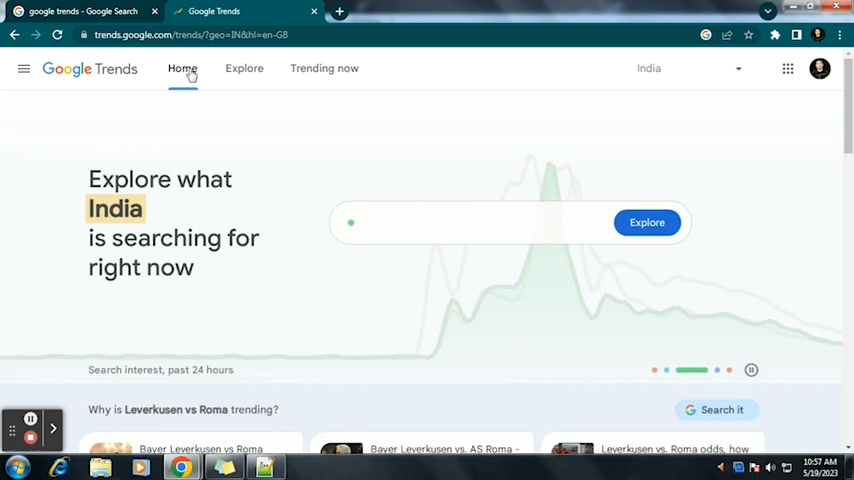 google trends - Google Search
Google Trends
trends.google.com/trends/?geo=IN&hl=en-GB
Google Trends
Home
Explore
Trending now
India
Explore what
India
is searching for
right now
Explore
Search interest, past 24 hours
Why is Leverkusen vs Roma trending?
Search it
Bayer Leverkusen vs Roma
Bayer Leverkusen vs. AS Roma -
Leverkusen vs. Roma odds, how
10:57 AM
5/19/2023